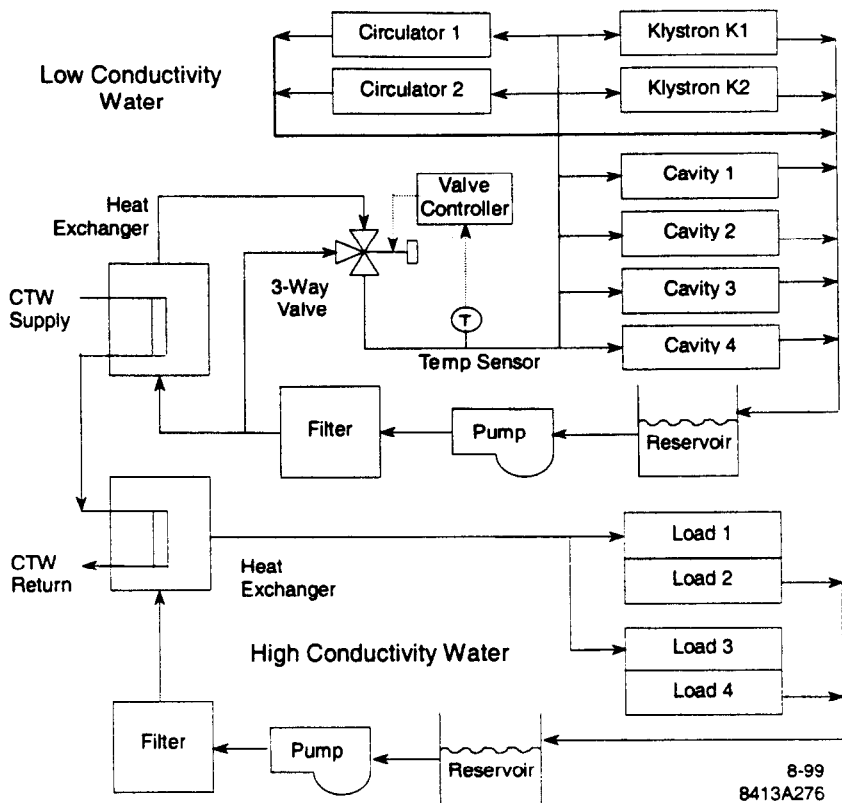 Circulator 1
Klystron K1
Low Conductivity
Water
Circulator 2
Klystron K2
Cavity 1
Heat
Exchanger
Valve
Controller
Cavity 2
3-Way
Valve
CTW
Supply
Cavity 3
T
Temp Sensor
Cavity 4
Filter
Pump
Reservoir
Load 1
CTW
Return
Heat
Exchanger
Load 2
High Conductivity Water
Load 3
Load 4
Filter
Pump
Reservoir
8-99
8413A276